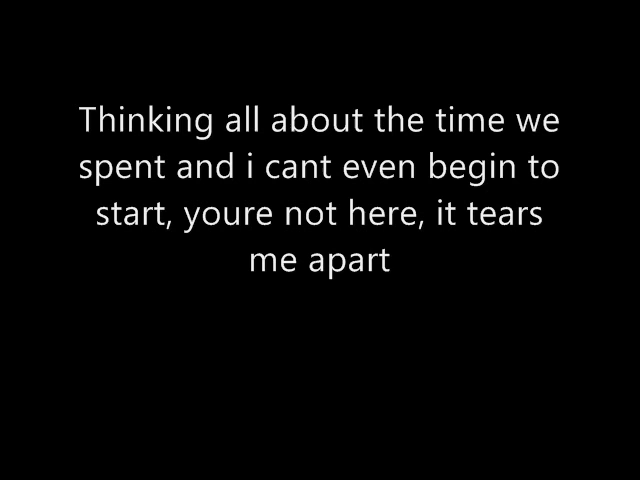 Thinking all about the time we
spent and i cant even begin to
start, youre not here, it tears
me apart